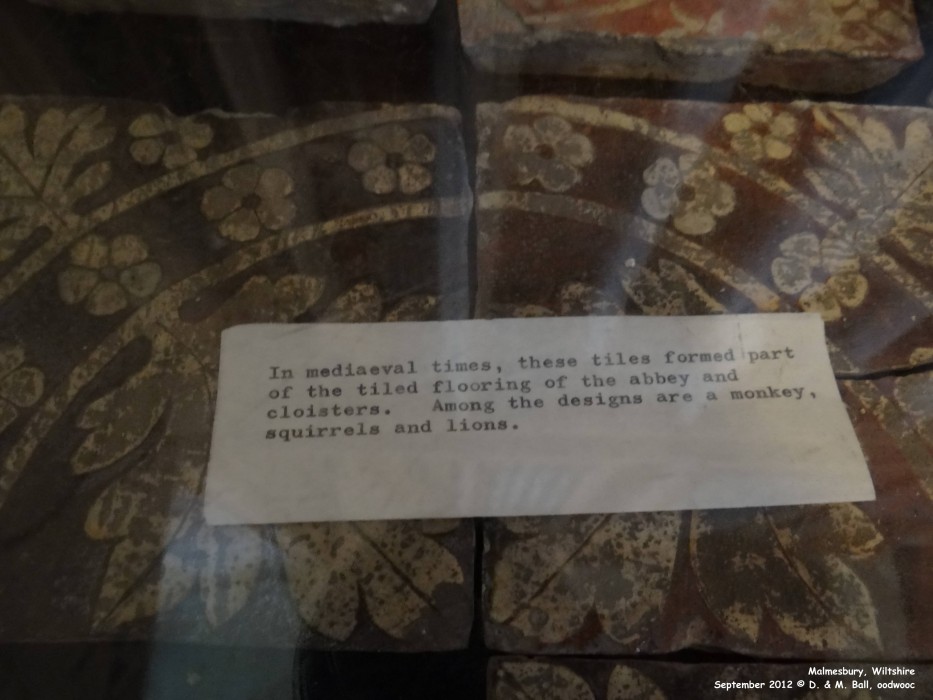 In mediaeval times, these tiles formed part
of the tiled flooring of the abbey and
cloisters. Among the designs are a monkey,
squirrels and lions.
Malmesbury, Wiltshire
September 2012 © D. & M. Ball, oodwooc